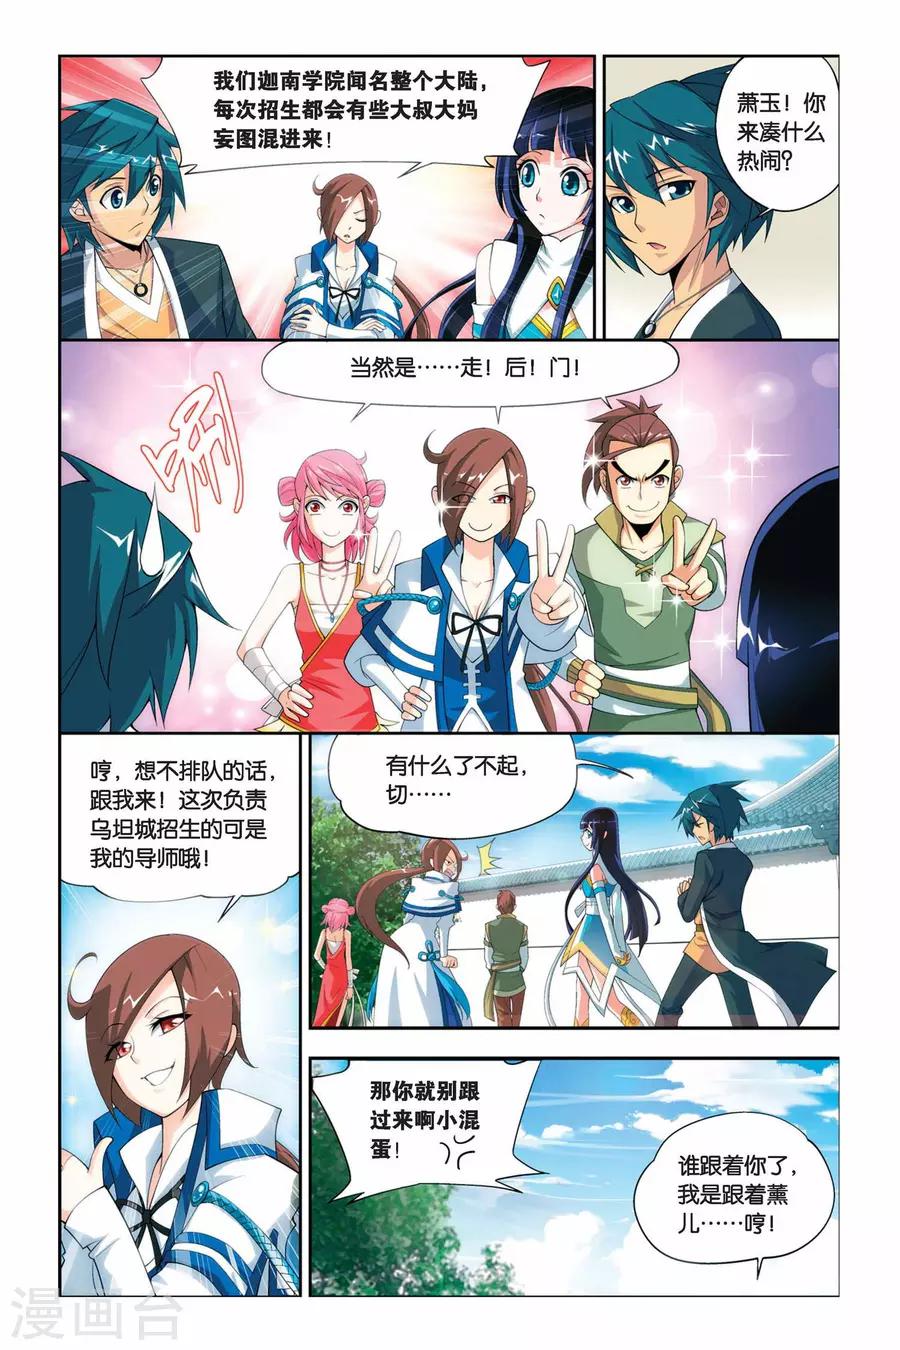 我们迦南学院闻名整个大陆，
每次招生都会有些大叔大妈
妄图混进来！
萧玉！你
来凑什么
热闹？
当然是……走！后！门！
唰
哼，想不排队的话，
跟我来！这次负责
乌坦城招生的可是
我的导师哦！
有什么了不起，
切……
那你就别跟
过来啊小混
蛋！
谁跟着你了，
我是跟着薰
儿……哼！
漫画台